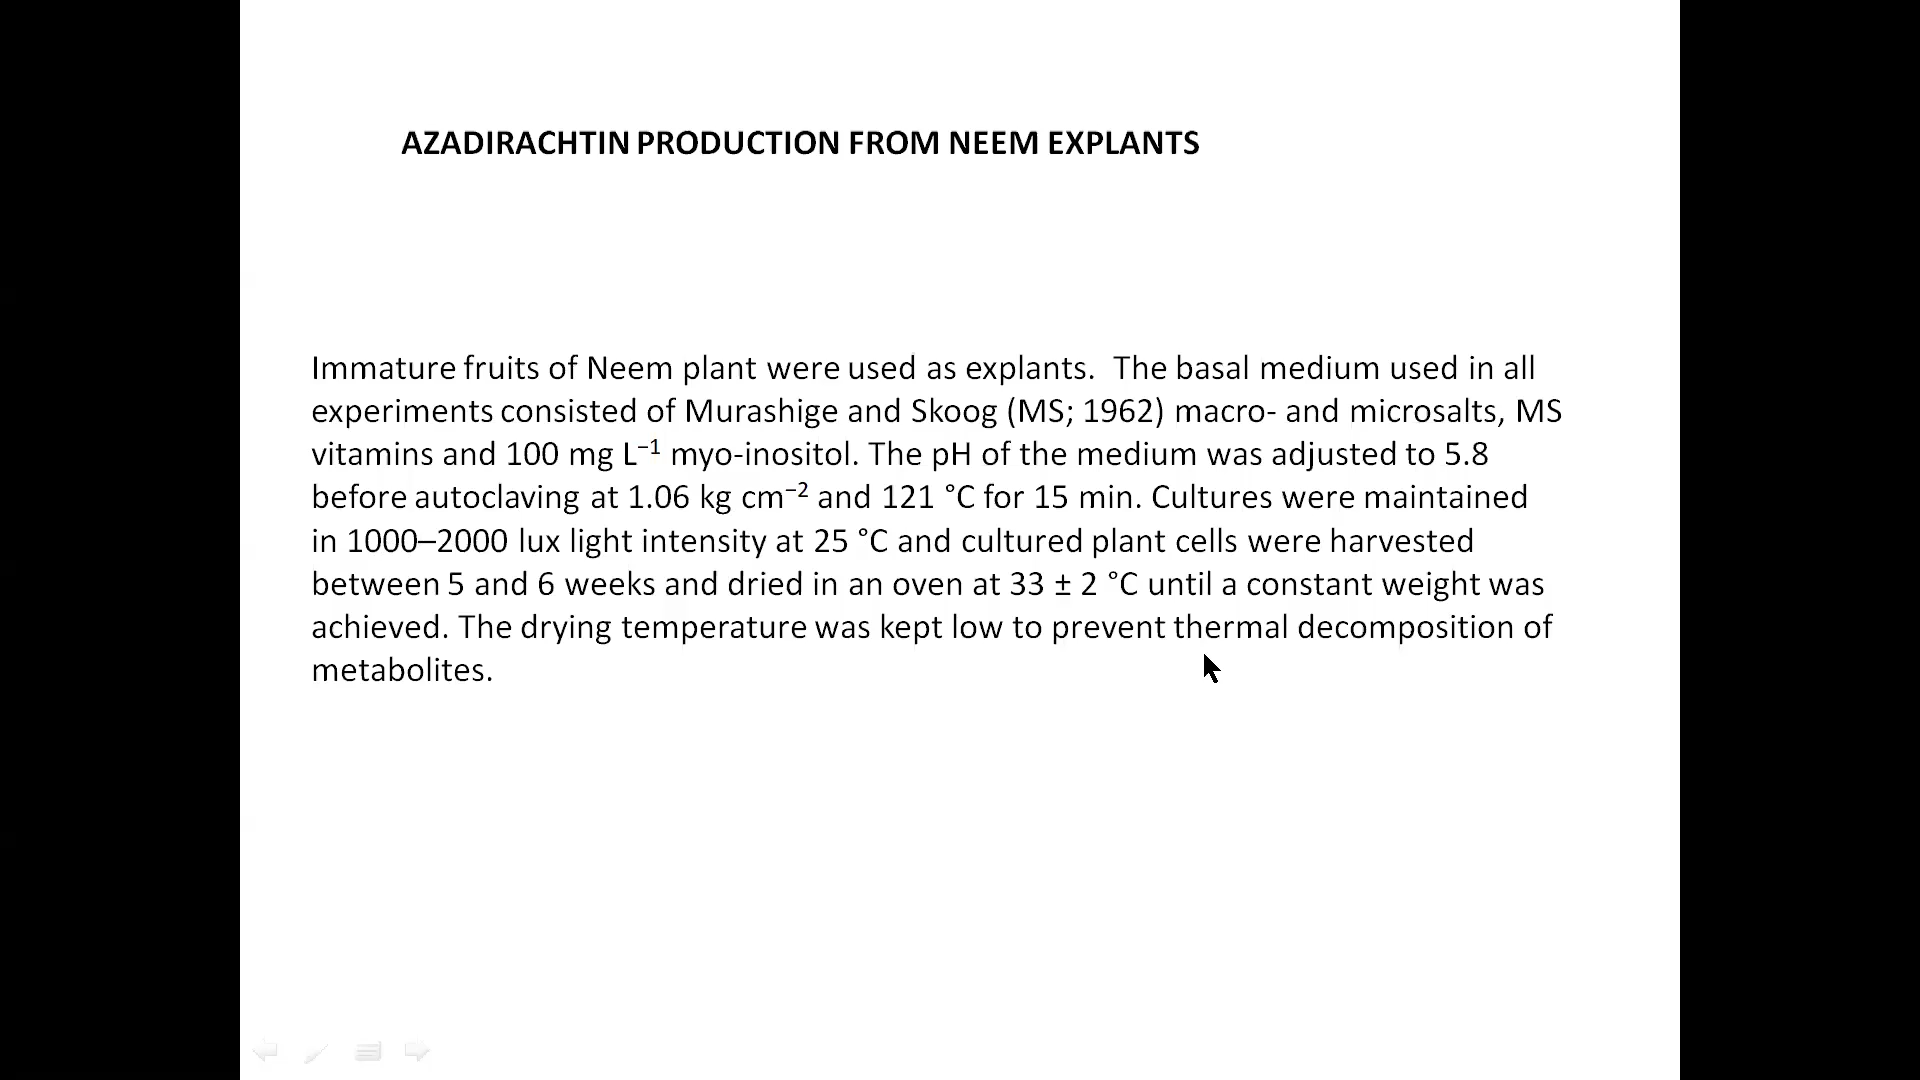 AZADIRACHTIN PRODUCTION FROM NEEM EXPLANTS
Immature fruits of Neem plant were used as explants.  The basal medium used in all
experiments consisted of Murashige and Skoog (MS; 1962) macro- and microsalts, MS
vitamins and 100 mg L⁻¹ myo-inositol. The pH of the medium was adjusted to 5.8
before autoclaving at 1.06 kg cm⁻² and 121 °C for 15 min. Cultures were maintained
in 1000–2000 lux light intensity at 25 °C and cultured plant cells were harvested
between 5 and 6 weeks and dried in an oven at 33 ± 2 °C until a constant weight was
achieved. The drying temperature was kept low to prevent thermal decomposition of
metabolites.